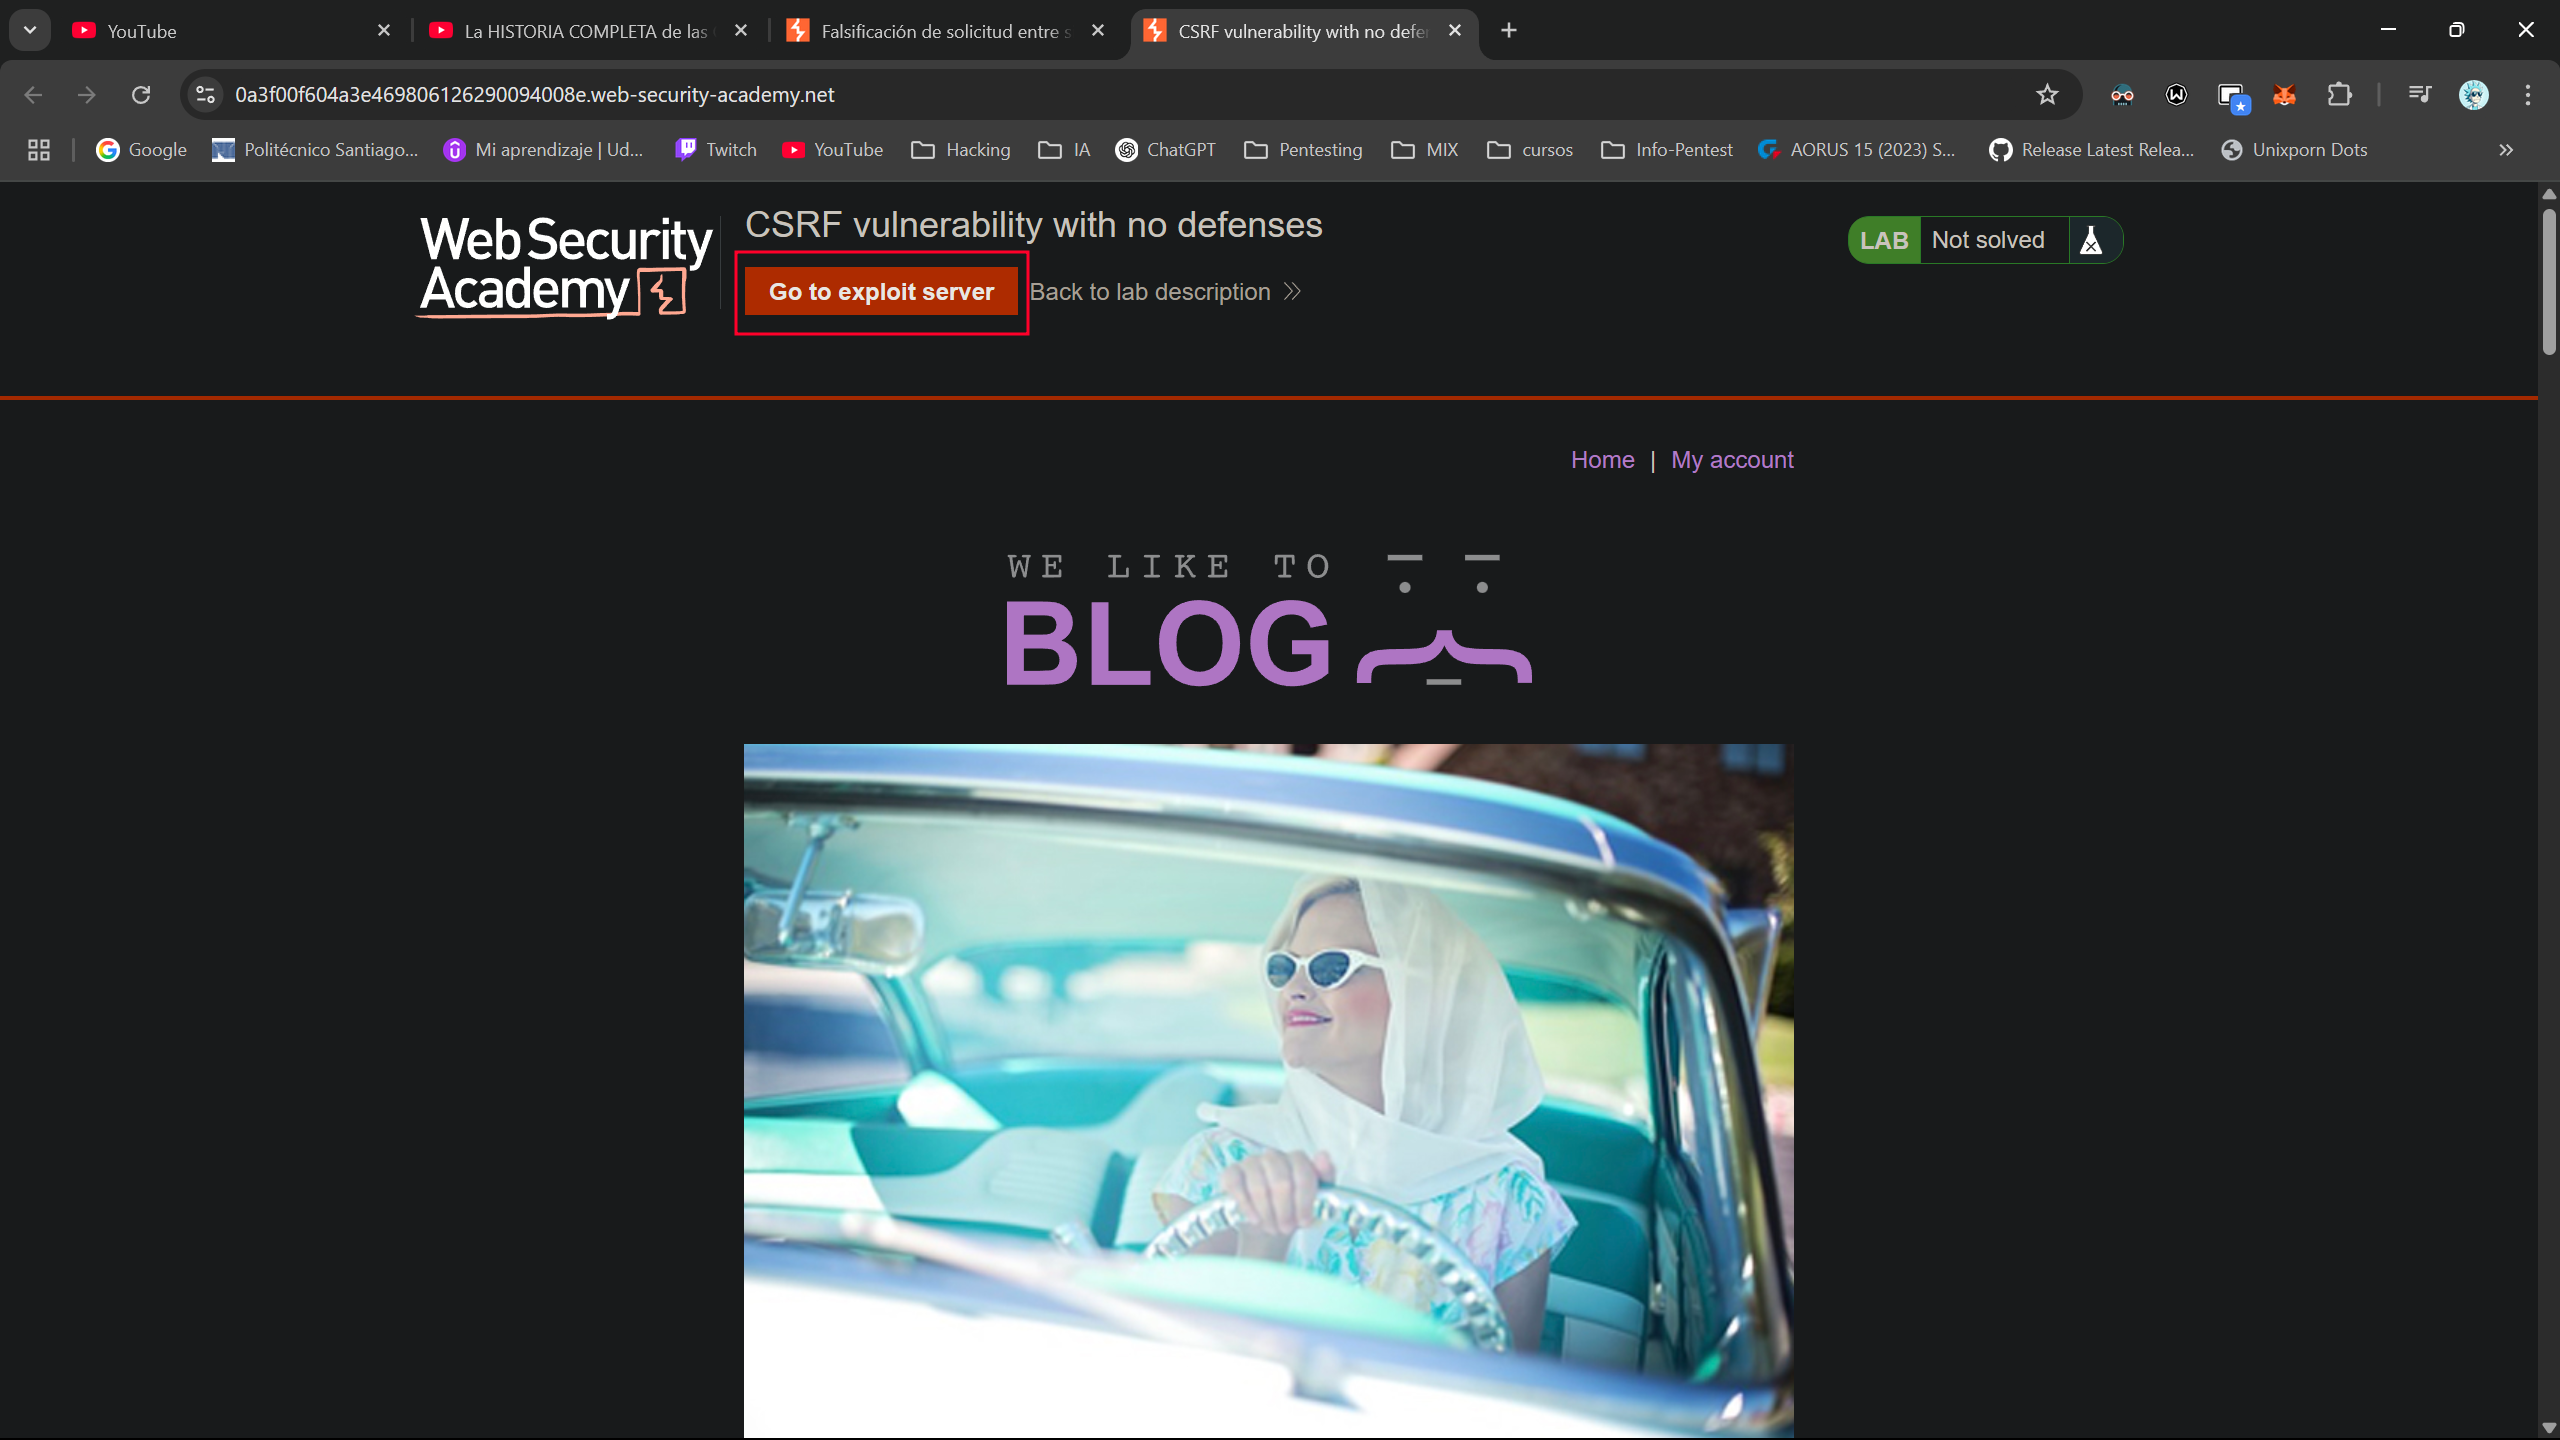 YouTube
La HISTORIA COMPLETA de las
Falsificación de solicitud entre s
CSRF vulnerability with no defe
0a3f00f604a3e469806126290094008e.web-security-academy.net
Google
Politécnico Santiago...
Mi aprendizaje | Ud...
Twitch
YouTube
Hacking
IA
ChatGPT
Pentesting
MIX
cursos
Info-Pentest
AORUS 15 (2023) S...
Release Latest Relea...
Unixporn Dots
Web Security
Academy
CSRF vulnerability with no defenses
Go to exploit server
Back to lab description
LAB Not solved
Home | My account
WE LIKE TO
BLOG